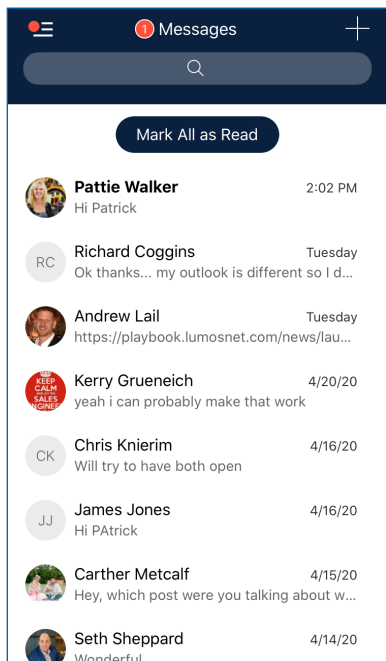 1 Messages
Mark All as Read
Pattie Walker 2:02 PM
Hi Patrick
RC Richard Coggins Tuesday
Ok thanks... my outlook is different so I d...
Andrew Lail Tuesday
https://playbook.lumosnet.com/news/lau...
KEEP
CALM
SALES
Kerry Grueneich 4/20/20
yeah i can probably make that work
CK Chris Knierim 4/16/20
Will try to have both open
JJ James Jones 4/16/20
Hi PAtrick
Carther Metcalf 4/15/20
Hey, which post were you talking about w...
Seth Sheppard 4/14/20
Wonderful